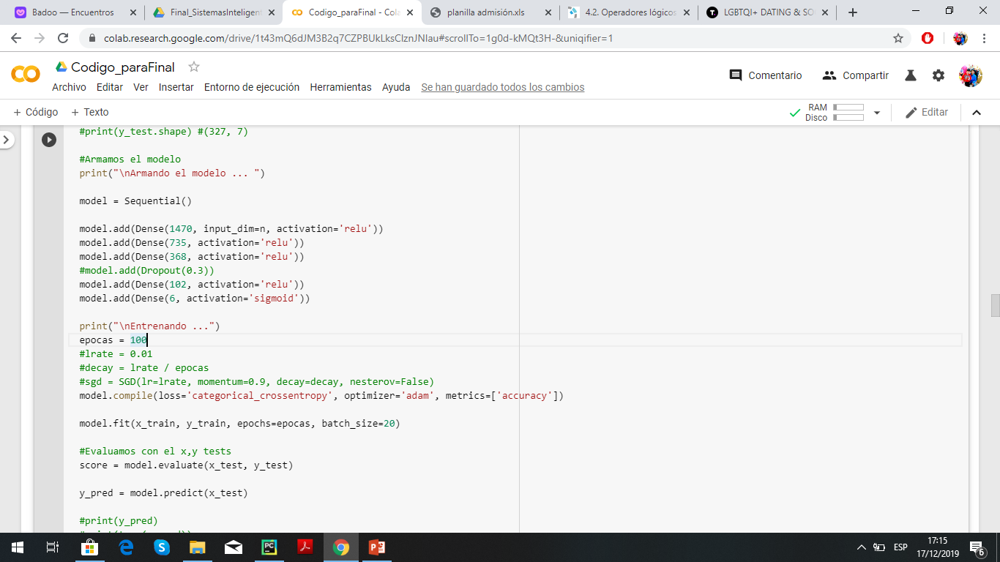 Badoo — Encuentros
Final_SistemasInteligent
Codigo_paraFinal - Cola
planilla admisión.xls
4.2. Operadores lógicos
LGBTQI+ DATING & SO
colab.research.google.com/drive/1t43mQ6dJM3B2q7CZPBUkLksCIznJNIau#scrollTo=1g0d-kMQt3H-&uniqifier=1
Codigo_paraFinal
Comentario
Compartir
Archivo Editar Ver Insertar Entorno de ejecución Herramientas Ayuda Se han guardado todos los cambios
+ Código + Texto
RAM
Disco
Editar
#print(y_test.shape) #(327, 7)
#Armamos el modelo
print("\nArmando el modelo ... ")
model = Sequential()
model.add(Dense(1470, input_dim=n, activation='relu'))
model.add(Dense(735, activation='relu'))
model.add(Dense(368, activation='relu'))
#model.add(Dropout(0.3))
model.add(Dense(102, activation='relu'))
model.add(Dense(6, activation='sigmoid'))
print("\nEntrenando ...")
epocas = 100
#lrate = 0.01
#decay = lrate / epocas
#sgd = SGD(lr=lrate, momentum=0.9, decay=decay, nesterov=False)
model.compile(loss='categorical_crossentropy', optimizer='adam', metrics=['accuracy'])
model.fit(x_train, y_train, epochs=epocas, batch_size=20)
#Evaluamos con el x,y tests
score = model.evaluate(x_test, y_test)
y_pred = model.predict(x_test)
#print(y_pred)
ESP
17:15
17/12/2019
6